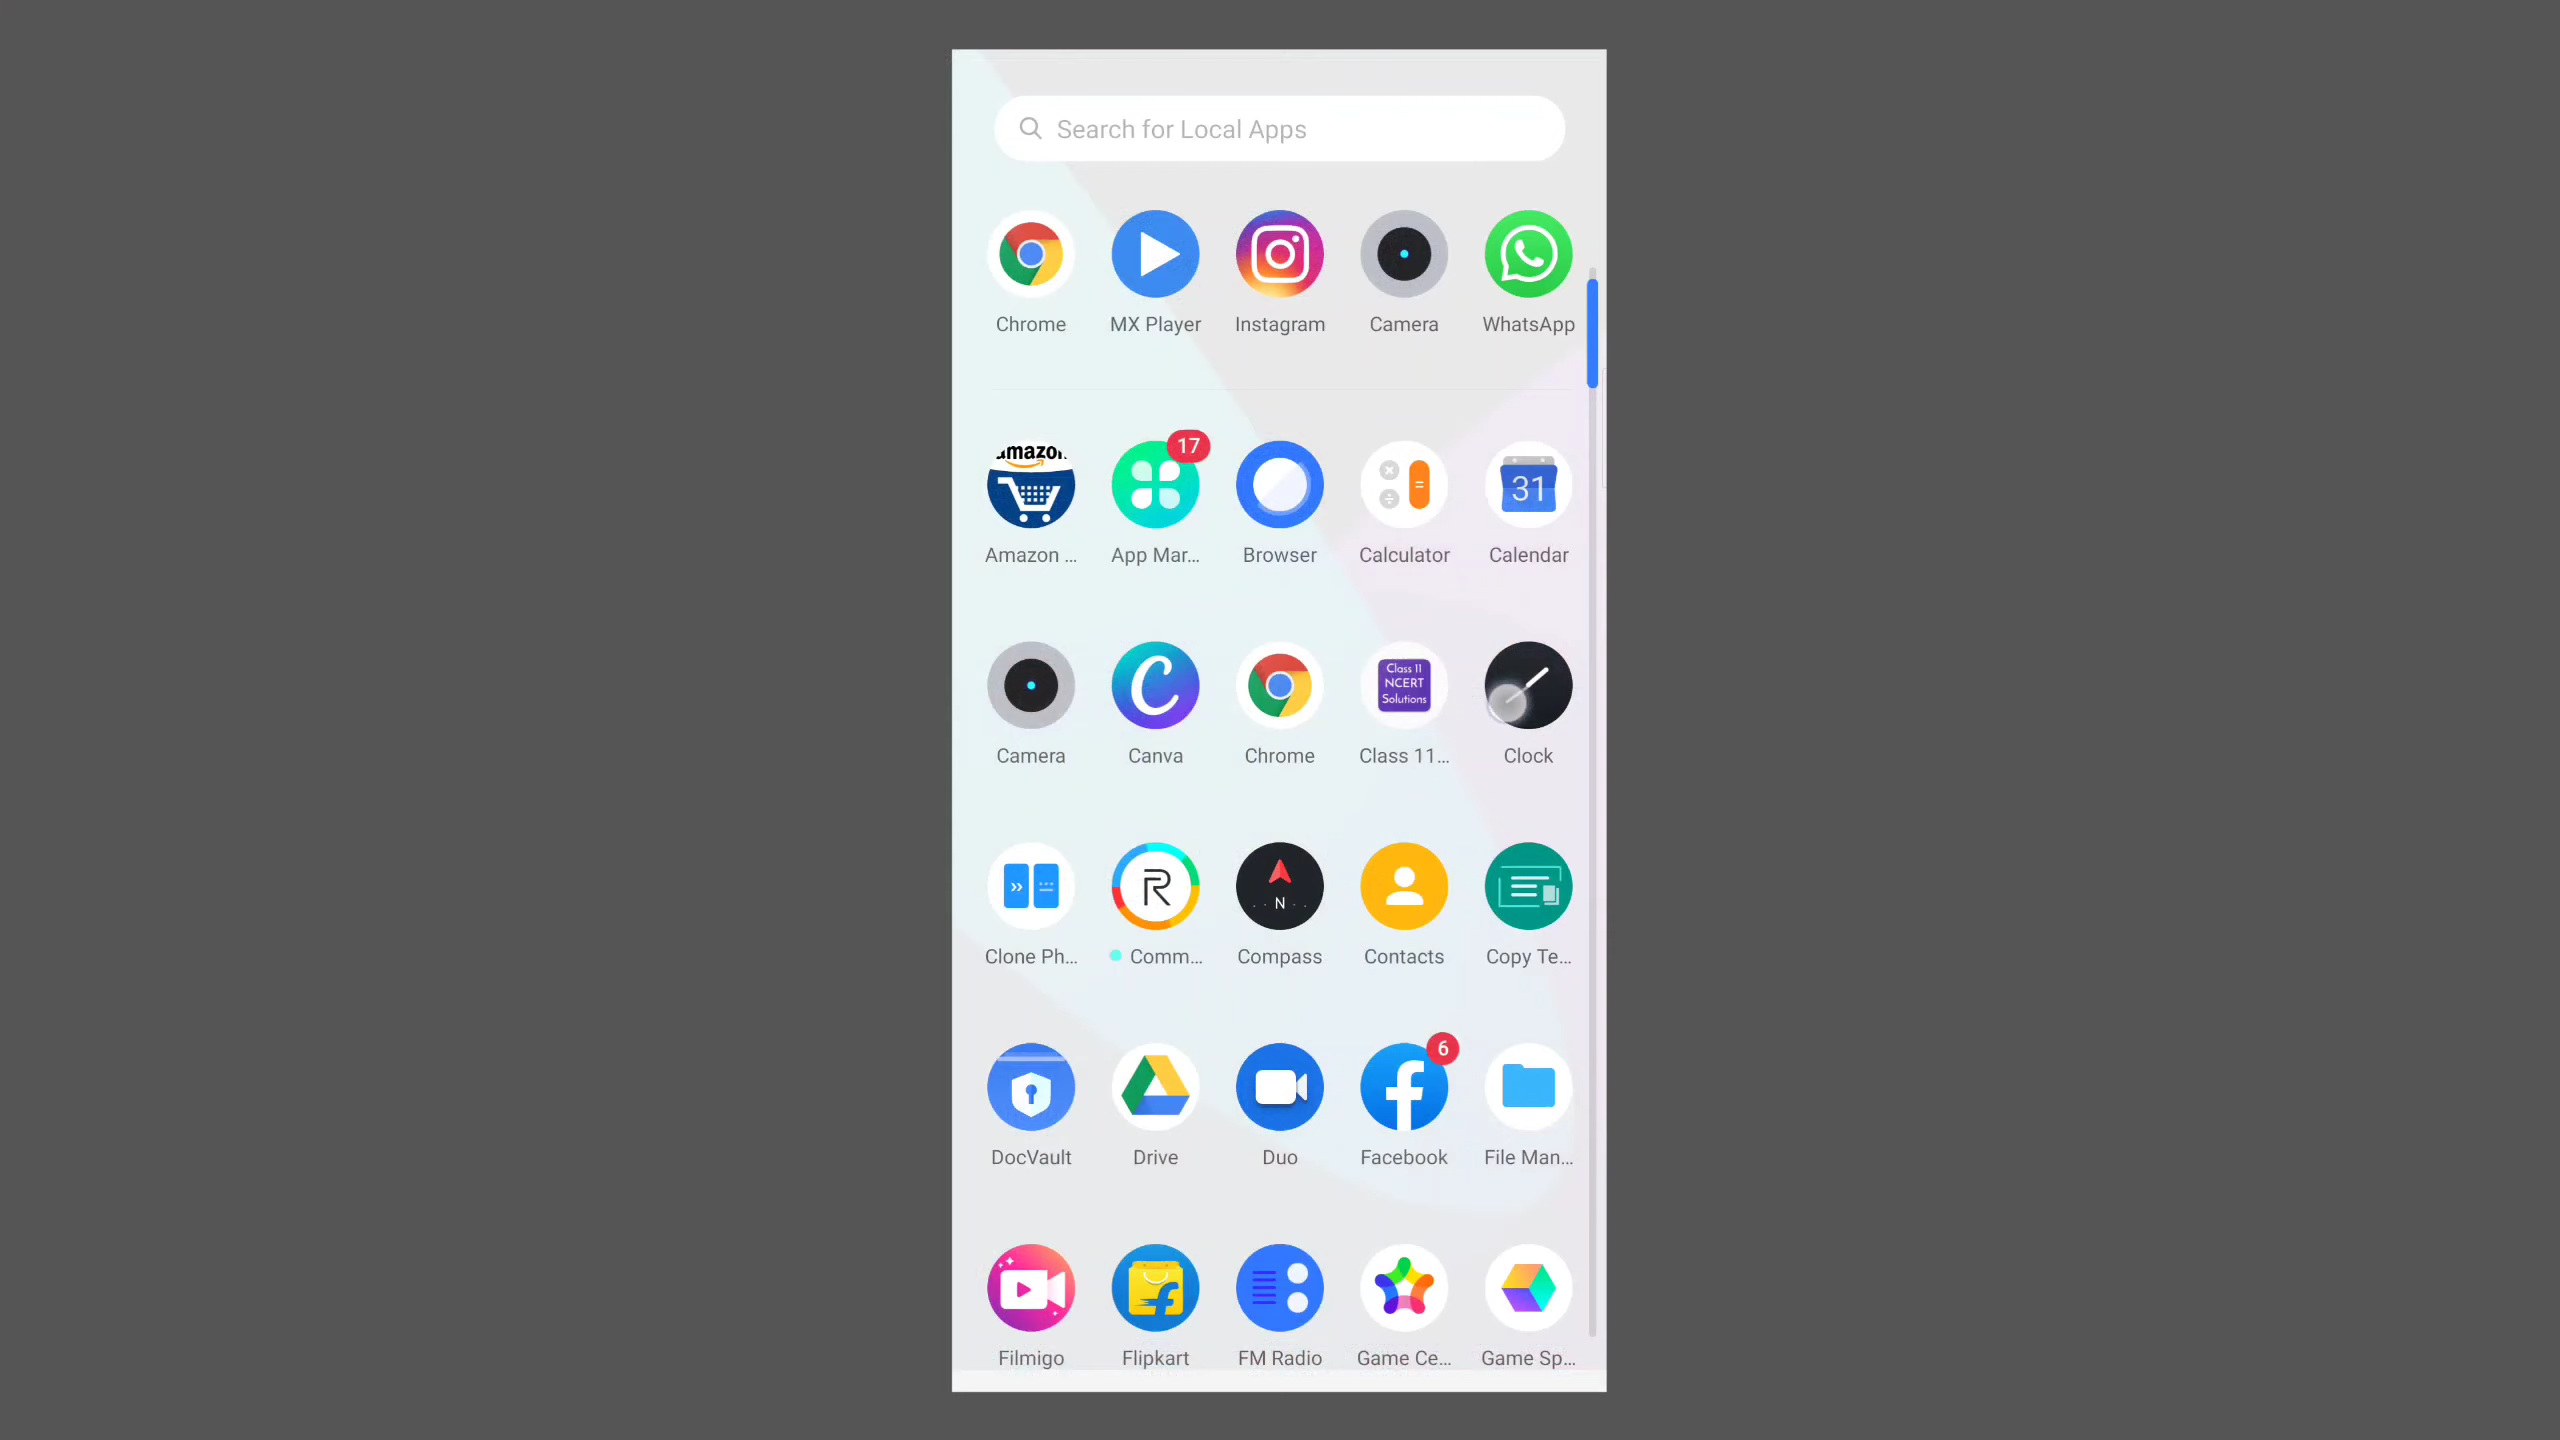 Search for Local Apps
Chrome MX Player Instagram Camera WhatsApp
amazon 17 31
Amazon ... App Mar... Browser Calculator Calendar
Class 11
NCERT
Solutions
Camera Canva Chrome Class 11... Clock
N
Clone Ph... Comm... Compass Contacts Copy Te...
6
DocVault Drive Duo Facebook File Man...
Filmigo Flipkart FM Radio Game Ce... Game Sp...